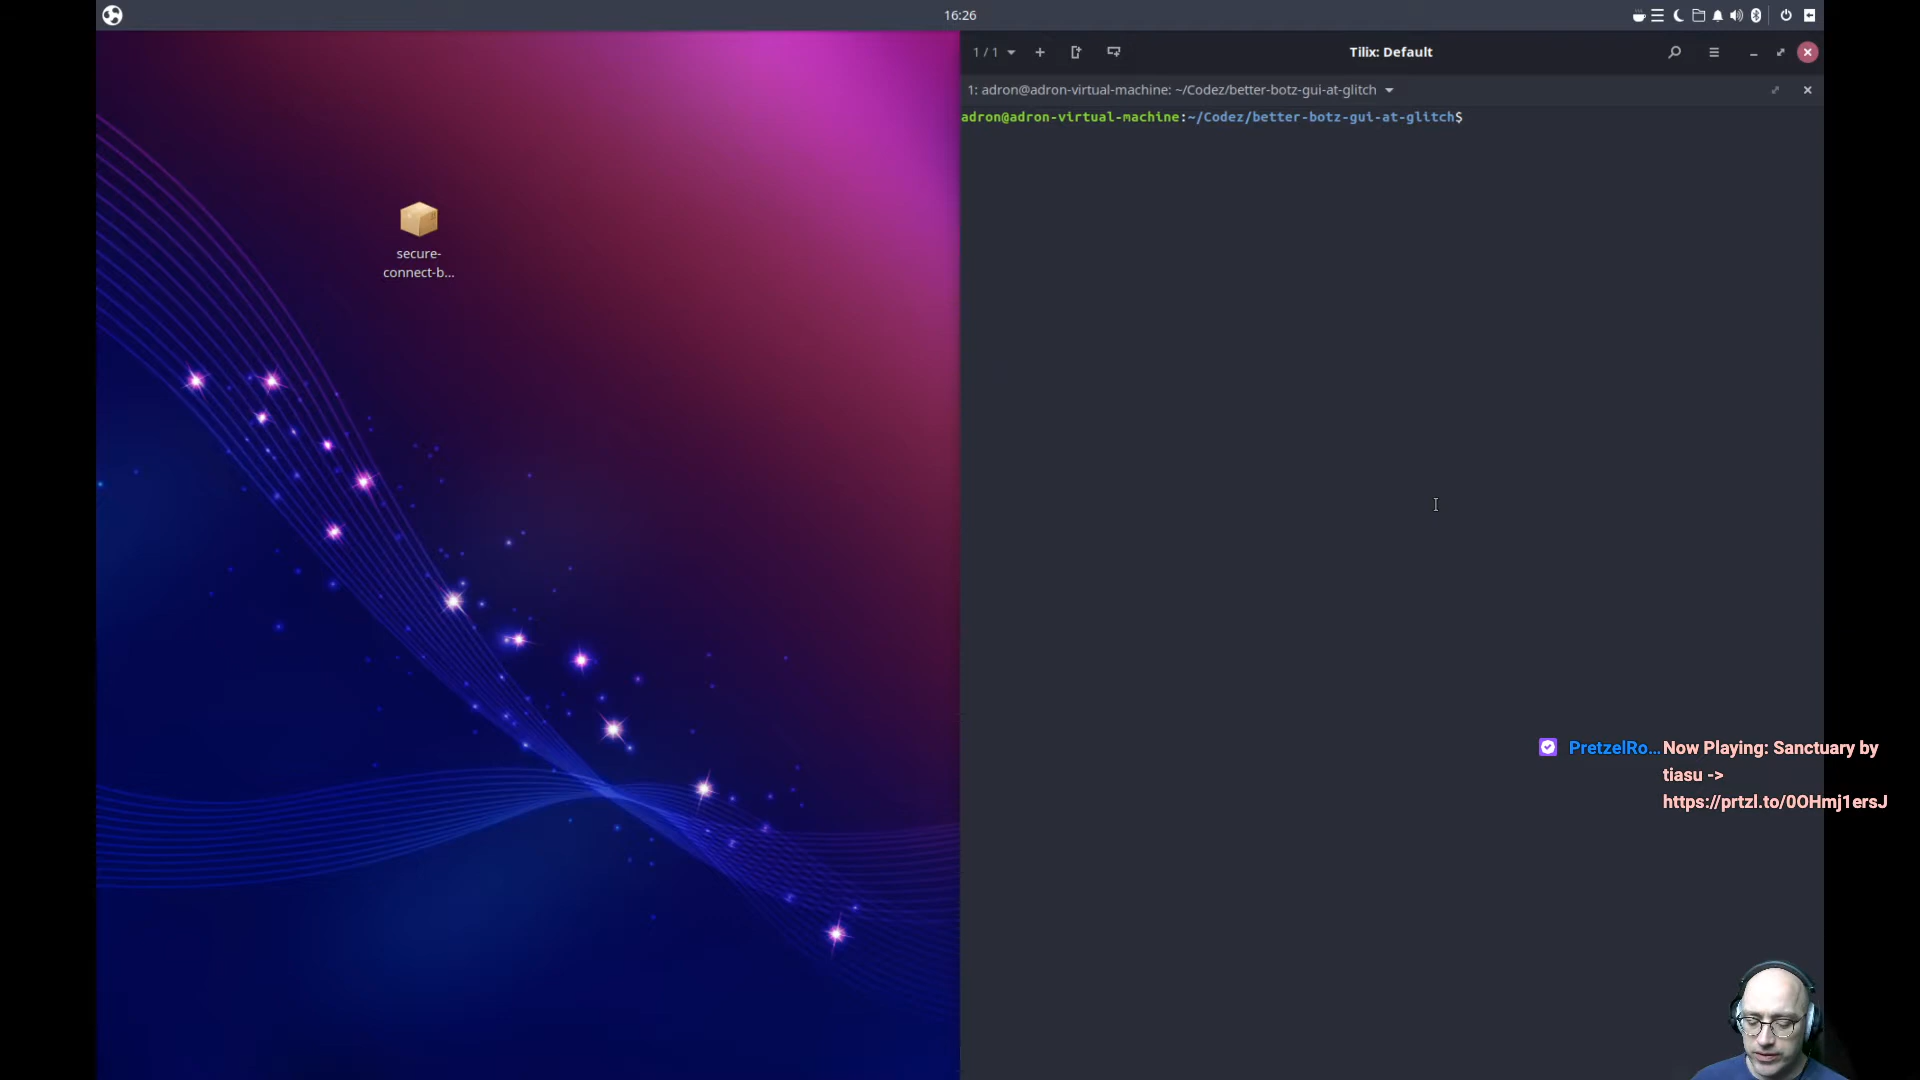 16:26
1 / 1
Tilix: Default
1: adron@adron-virtual-machine: ~/Codez/better-botz-gui-at-glitch
adron@adron-virtual-machine:~/Codez/better-botz-gui-at-glitch$
secure-
connect-b...
PretzelRo... Now Playing: Sanctuary by
tiasu ->
https://prtzl.to/0OHmj1ersJ